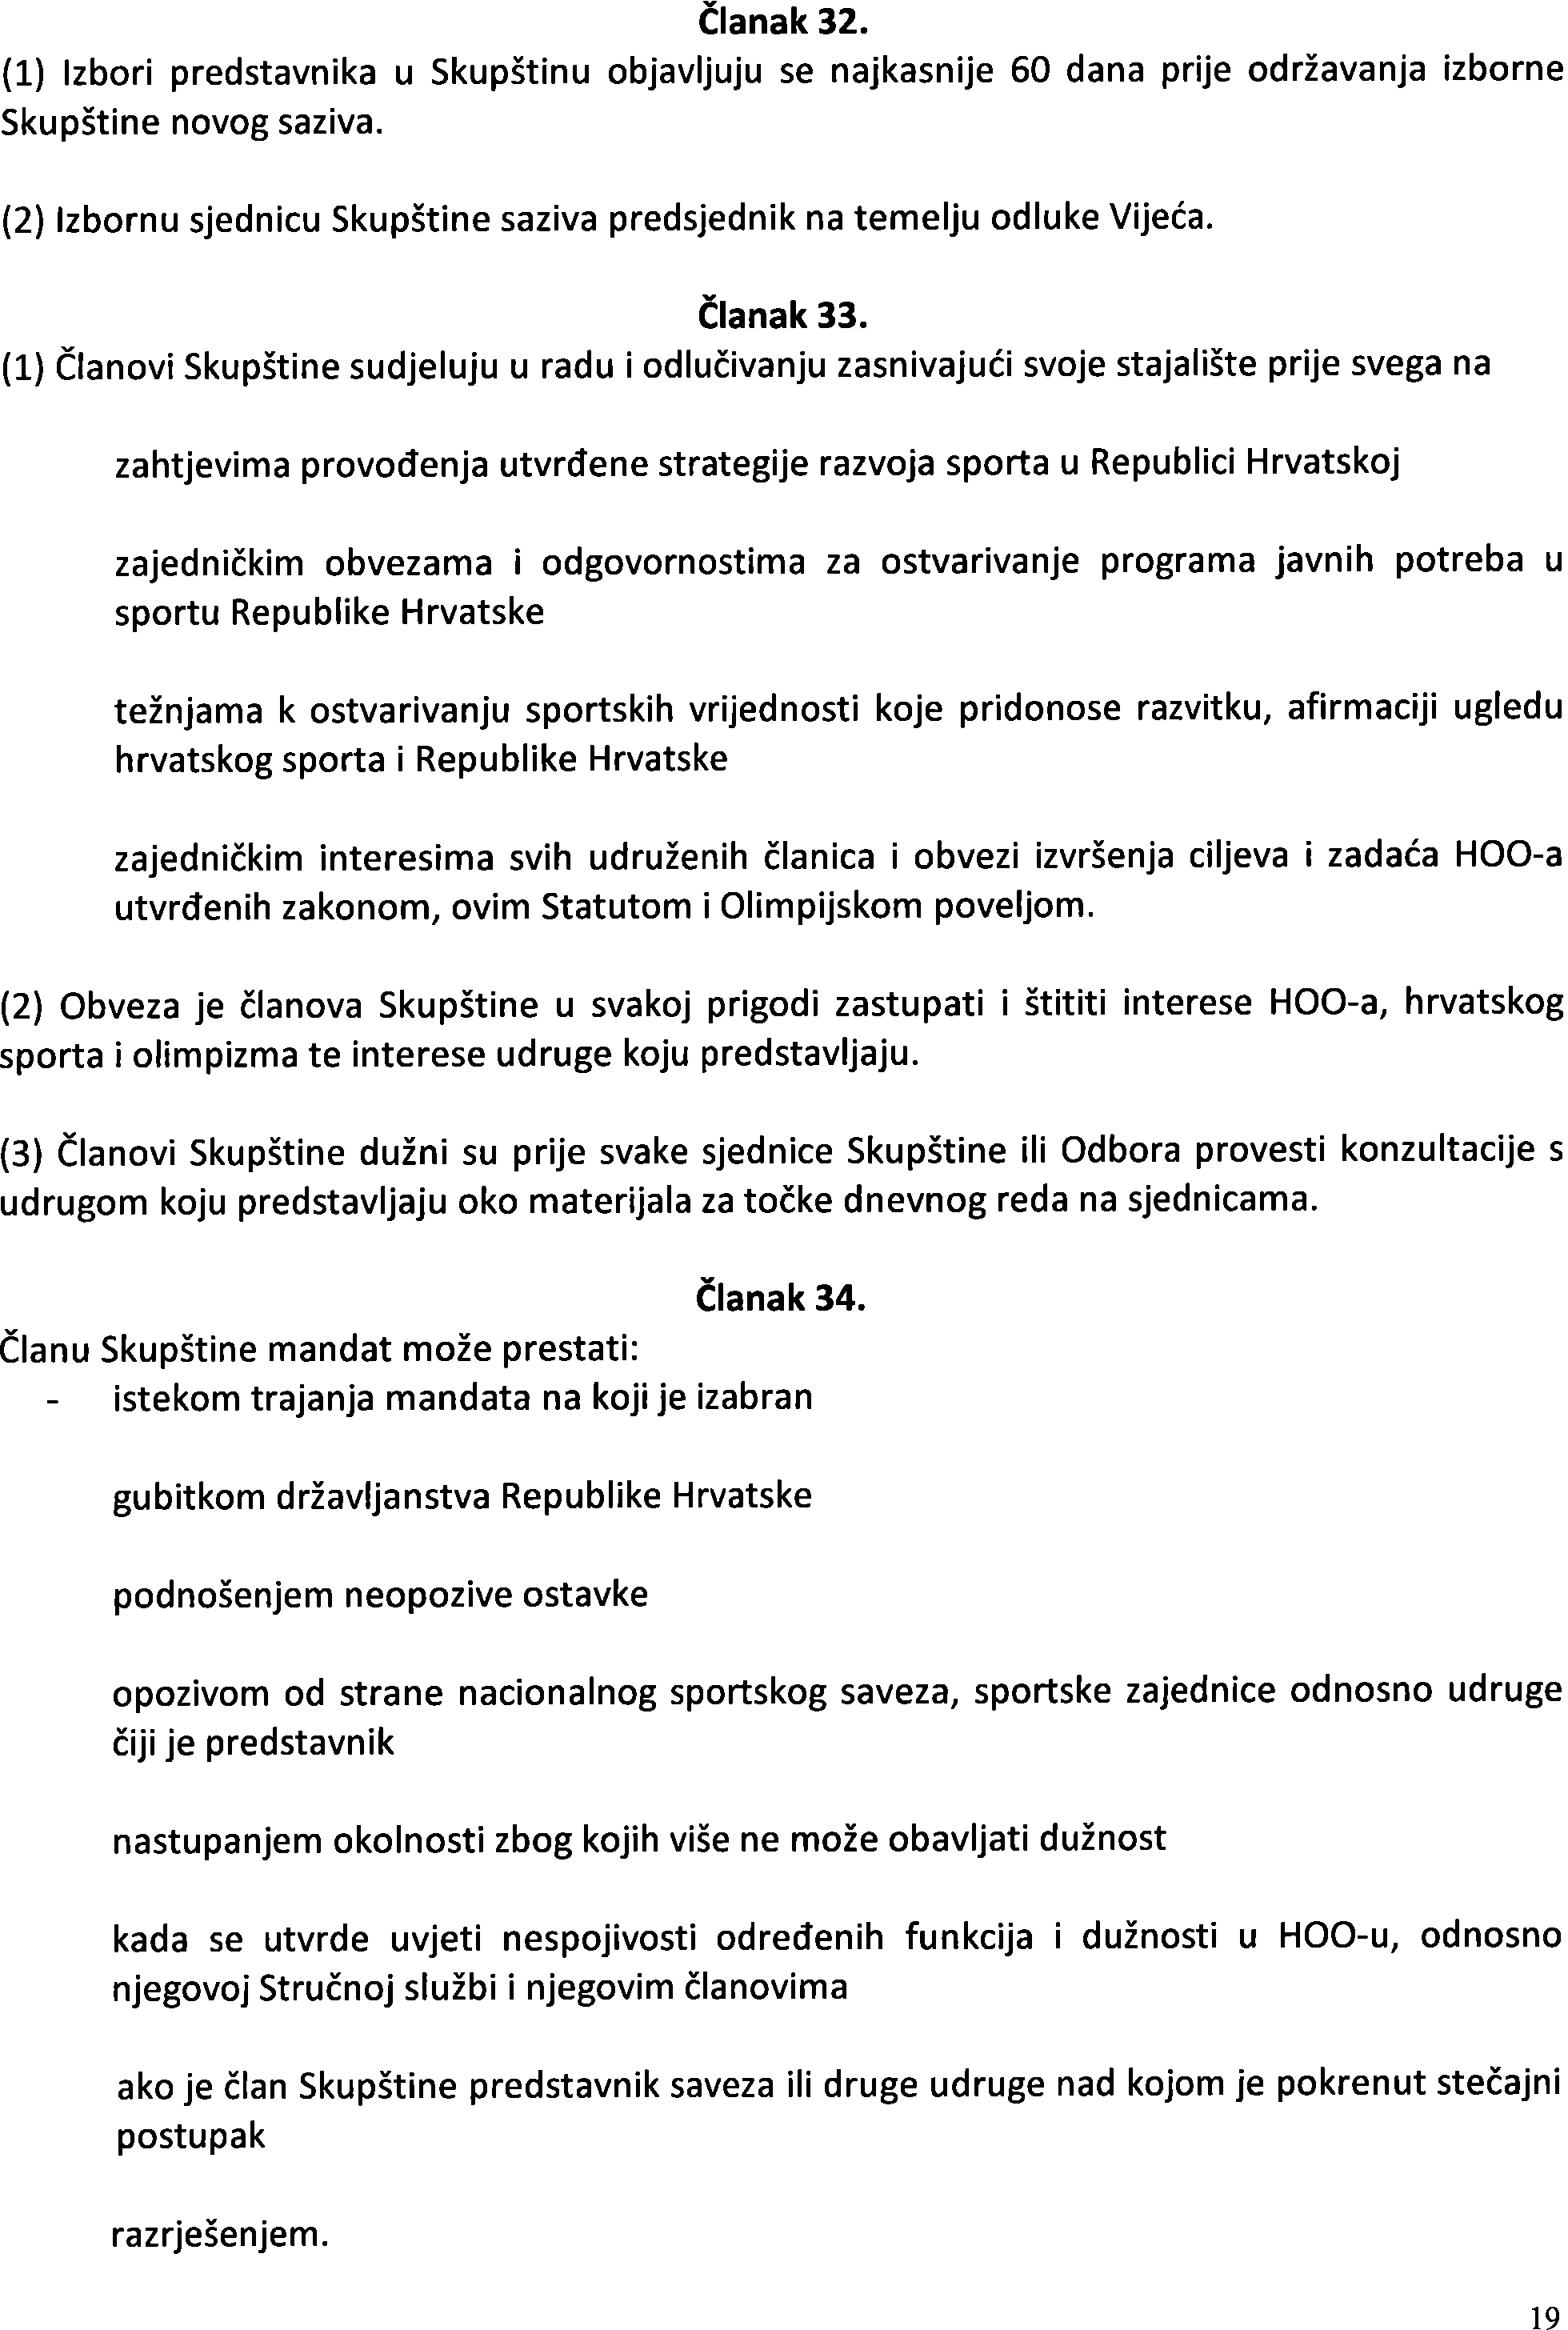 Članak 32.
(1) Izbori predstavnika u Skupštinu objavljuju se najkasnije 60 dana prije održavanja izborne
Skupštine novog saziva.
(2) Izbornu sjednicu Skupštine saziva predsjednik na temelju odluke Vijeća.
Članak 33.
(1) Članovi Skupštine sudjeluju u radu i odlučivanju zasnivajući svoje stajalište prije svega na
zahtjevima provođenja utvrđene strategije razvoja sporta u Republici Hrvatskoj
zajedničkim obvezama i odgovornostima za ostvarivanje programa javnih potreba u
sportu Republike Hrvatske
težnjama k ostvarivanju sportskih vrijednosti koje pridonose razvitku, afirmaciji ugledu
hrvatskog sporta i Republike Hrvatske
zajedničkim interesima svih udruženih članica i obvezi izvršenja ciljeva i zadaća HOO-a
utvrđenih zakonom, ovim Statutom i Olimpijskom poveljom.
(2) Obveza je članova Skupštine u svakoj prigodi zastupati i štititi interese HOO-a, hrvatskog
sporta i olimpizma te interese udruge koju predstavljaju.
(3) Članovi Skupštine dužni su prije svake sjednice Skupštine ili Odbora provesti konzultacije s
udrugom koju predstavljaju oko materijala za točke dnevnog reda na sjednicama.
Članak 34.
Članu Skupštine mandat može prestati:
- istekom trajanja mandata na koji je izabran
gubitkom državljanstva Republike Hrvatske
podnošenjem neopozive ostavke
opozivom od strane nacionalnog sportskog saveza, sportske zajednice odnosno udruge
čiji je predstavnik
nastupanjem okolnosti zbog kojih više ne može obavljati dužnost
kada se utvrde uvjeti nespojivosti određenih funkcija i dužnosti u HOO-u, odnosno
njegovoj Stručnoj službi i njegovim članovima
ako je član Skupštine predstavnik saveza ili druge udruge nad kojom je pokrenut stečajni
postupak
razrješenjem.
19